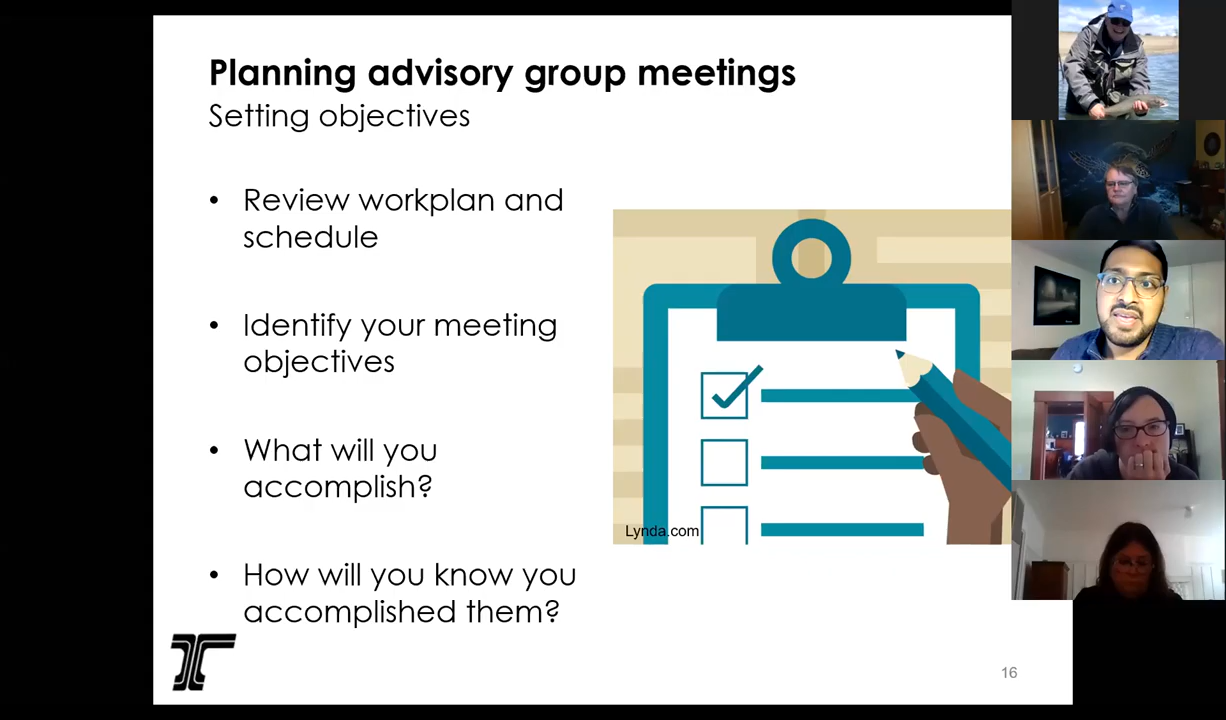 Planning advisory group meetings
Setting objectives
• Review workplan and
schedule
• Identify your meeting
objectives
• What will you
accomplish?
• How will you know you
accomplished them?
Lynda.com
16